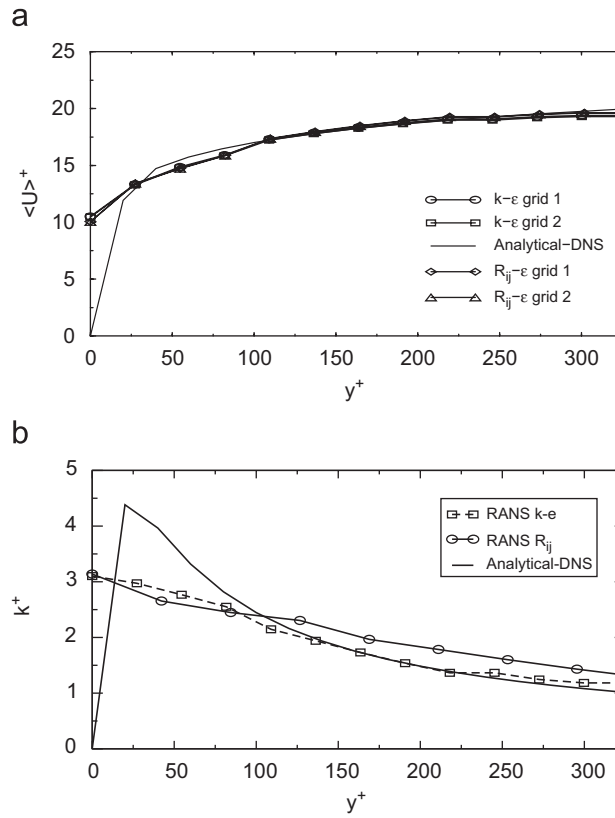 a
25
20
15
10
5
0
<U>+
k−ε grid 1
k−ε grid 2
Analytical−DNS
Rij−ε grid 1
Rij−ε grid 2
0 50 100 150 200 250 300
y+
b
5
4
3
2
1
0
k+
RANS k-e
RANS Rij
Analytical-DNS
0 50 100 150 200 250 300
y+